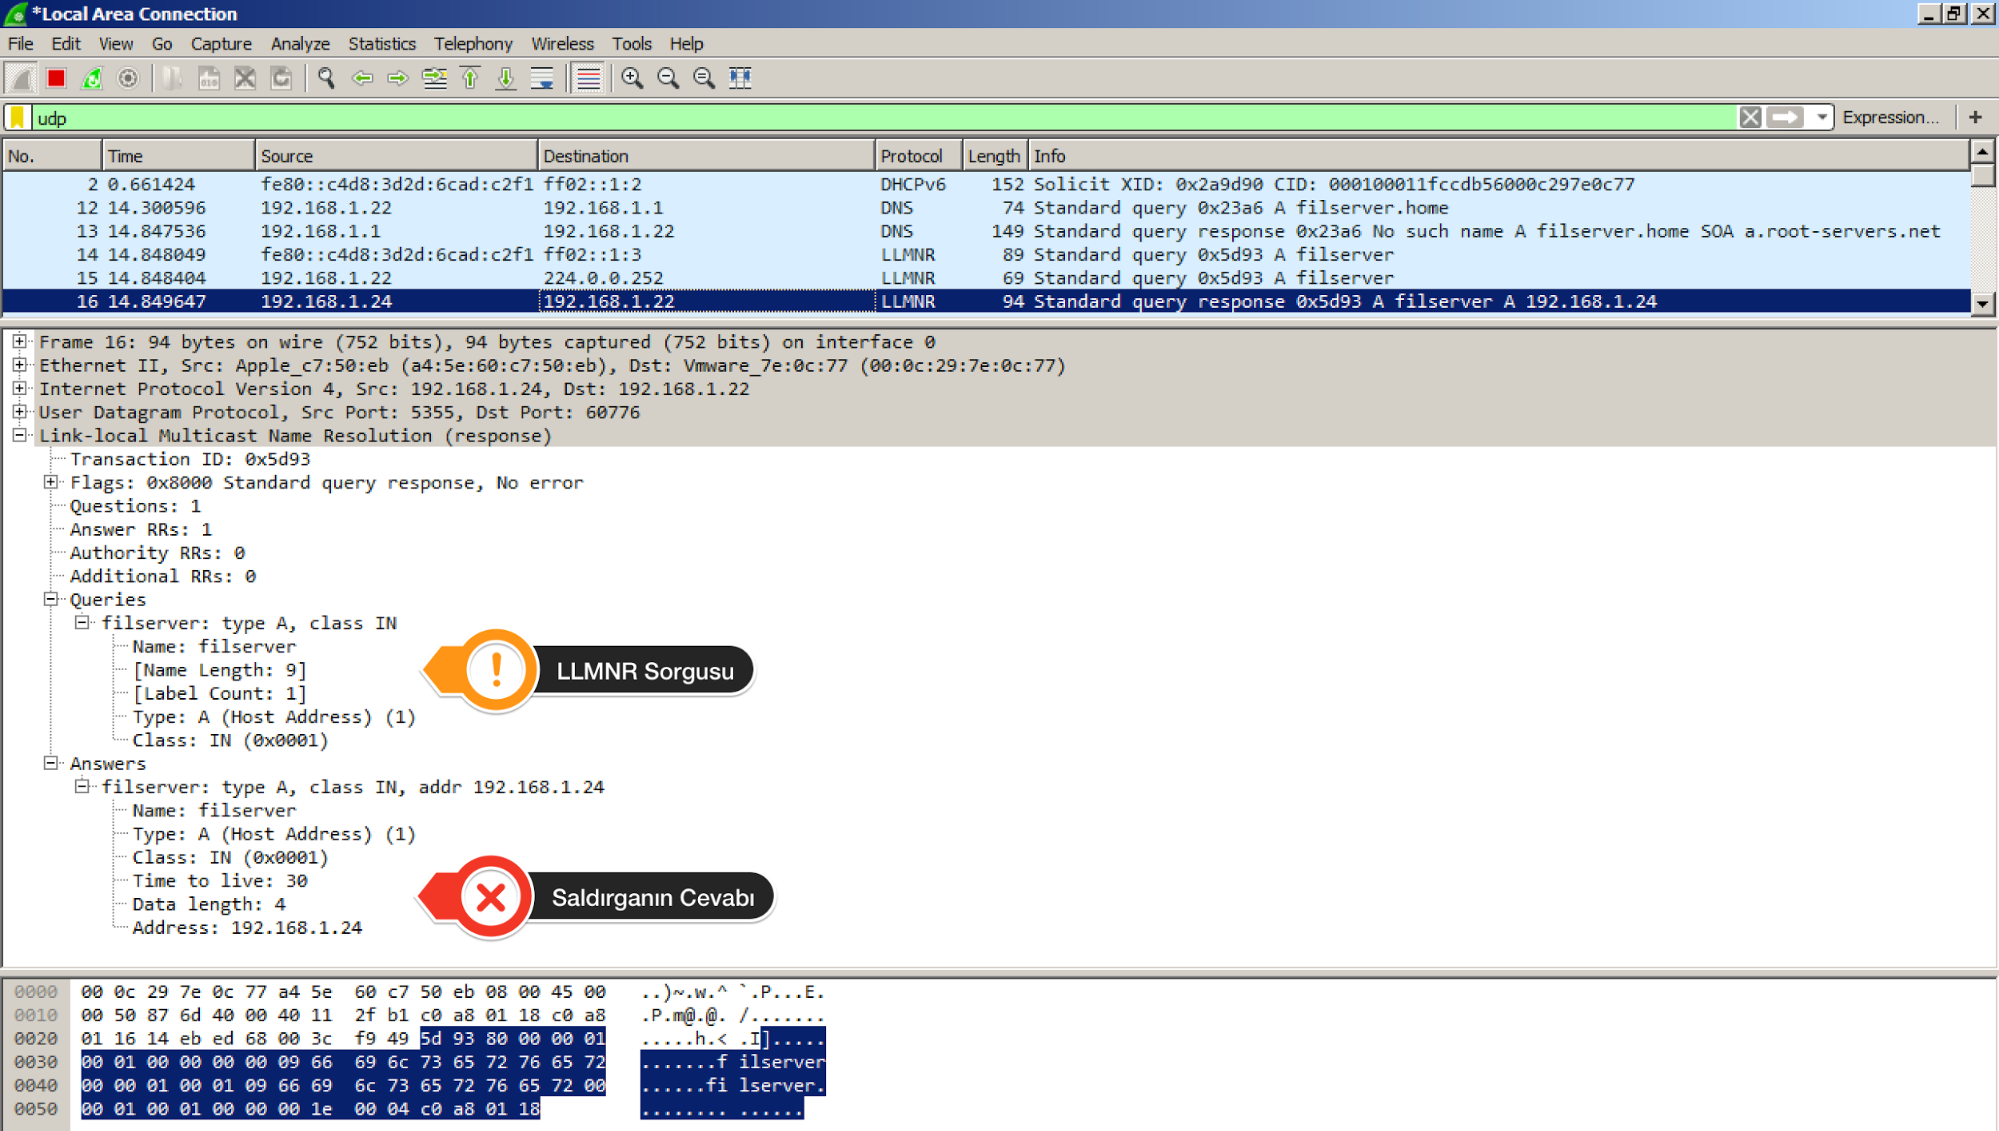 *Local Area Connection
File Edit View Go Capture Analyze Statistics Telephony Wireless Tools Help
udp Expression... +
No. Time Source Destination Protocol Length Info
2 0.661424 fe80::c4d8:3d2d:6cad:c2f1 ff02::1:2 DHCPv6 152 Solicit XID: 0x2a9d90 CID: 000100011fccdb56000c297e0c77
12 14.300596 192.168.1.22 192.168.1.1 DNS 74 Standard query 0x23a6 A filserver.home
13 14.847536 192.168.1.1 192.168.1.22 DNS 149 Standard query response 0x23a6 No such name A filserver.home SOA a.root-servers.net
14 14.848049 fe80::c4d8:3d2d:6cad:c2f1 ff02::1:3 LLMNR 89 Standard query 0x5d93 A filserver
15 14.848404 192.168.1.22 224.0.0.252 LLMNR 69 Standard query 0x5d93 A filserver
16 14.849647 192.168.1.24 192.168.1.22 LLMNR 94 Standard query response 0x5d93 A filserver A 192.168.1.24
Frame 16: 94 bytes on wire (752 bits), 94 bytes captured (752 bits) on interface 0
Ethernet II, Src: Apple_c7:50:eb (a4:5e:60:c7:50:eb), Dst: Vmware_7e:0c:77 (00:0c:29:7e:0c:77)
Internet Protocol Version 4, Src: 192.168.1.24, Dst: 192.168.1.22
User Datagram Protocol, Src Port: 5355, Dst Port: 60776
Link-local Multicast Name Resolution (response)
Transaction ID: 0x5d93
Flags: 0x8000 Standard query response, No error
Questions: 1
Answer RRs: 1
Authority RRs: 0
Additional RRs: 0
Queries
filserver: type A, class IN
Name: filserver
[Name Length: 9]
LLMNR Sorgusu
[Label Count: 1]
Type: A (Host Address) (1)
Class: IN (0x0001)
Answers
filserver: type A, class IN, addr 192.168.1.24
Name: filserver
Type: A (Host Address) (1)
Class: IN (0x0001)
Time to live: 30
Saldırganın Cevabı
Data length: 4
Address: 192.168.1.24
0000 00 0c 29 7e 0c 77 a4 5e 60 c7 50 eb 08 00 45 00 ..)~.w.^ `.P...E.
0010 00 50 87 6d 40 00 40 11 2f b1 c0 a8 01 18 c0 a8 .P.m@.@. /.......
0020 01 16 14 eb ed 68 00 3c f9 49 5d 93 80 00 00 01 .....h.< .I].....
0030 00 01 00 00 00 00 09 66 69 6c 73 65 72 76 65 72 .......f ilserver
0040 00 00 01 00 01 09 66 69 6c 73 65 72 76 65 72 00 ......fi lserver.
0050 00 01 00 01 00 00 00 1e 00 04 c0 a8 01 18 ........ ......